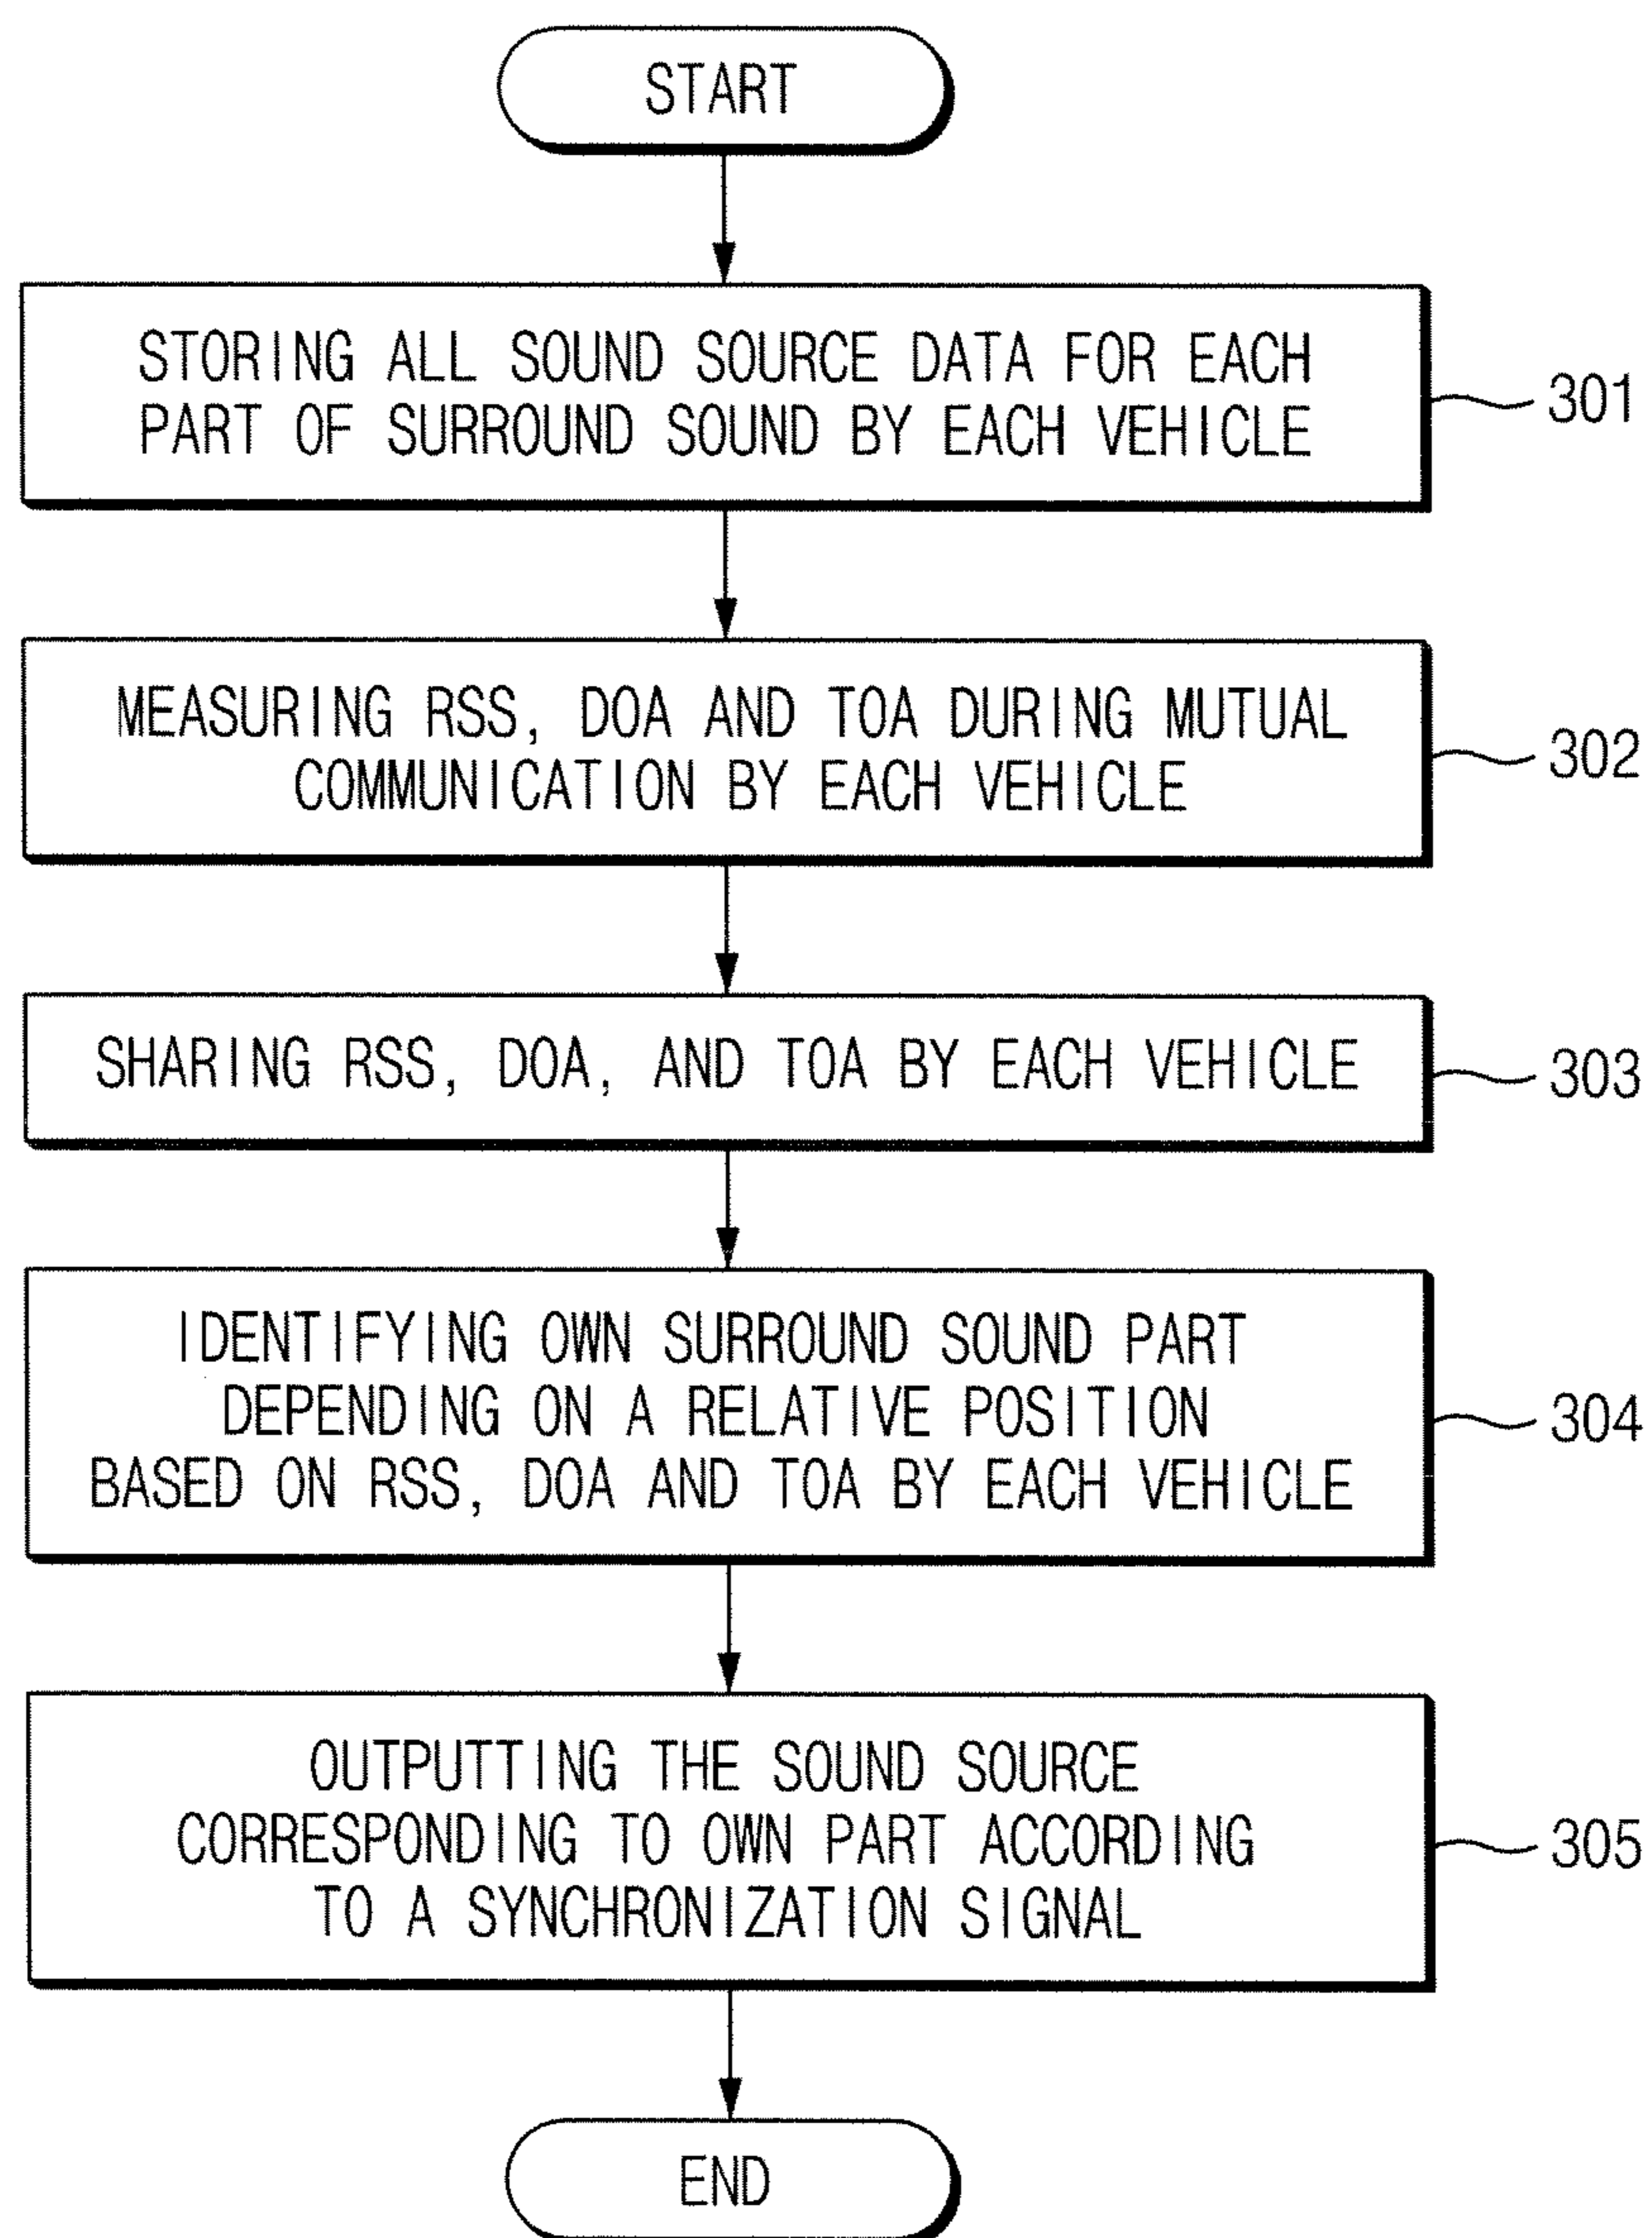 START
STORING ALL SOUND SOURCE DATA FOR EACH
PART OF SURROUND SOUND BY EACH VEHICLE
301
MEASURING RSS, DOA AND TOA DURING MUTUAL
COMMUNICATION BY EACH VEHICLE
302
SHARING RSS, DOA, AND TOA BY EACH VEHICLE
303
IDENTIFYING OWN SURROUND SOUND PART
DEPENDING ON A RELATIVE POSITION
BASED ON RSS, DOA AND TOA BY EACH VEHICLE
304
OUTPUTTING THE SOUND SOURCE
CORRESPONDING TO OWN PART ACCORDING
TO A SYNCHRONIZATION SIGNAL
305
END